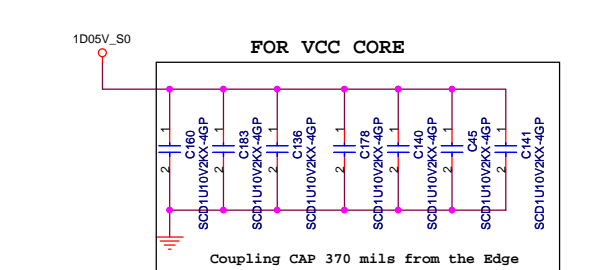 1D05V_S0
FOR VCC CORE
1 2 C160 SCD1U10V2KX-4GP
1 2 C183 SCD1U10V2KX-4GP
1 2 C136 SCD1U10V2KX-4GP
1 2 C178 SCD1U10V2KX-4GP
1 2 C140 SCD1U10V2KX-4GP
1 2 C45 SCD1U10V2KX-4GP
1 2 C141 SCD1U10V2KX-4GP
Coupling CAP 370 mils from the Edge